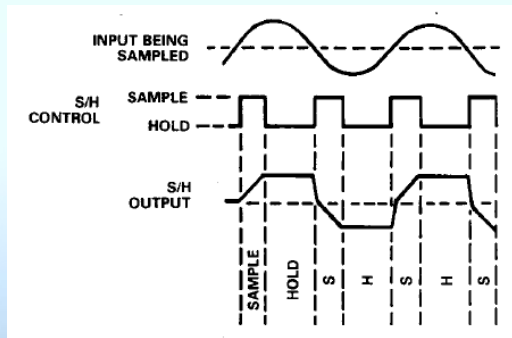 INPUT BEING
SAMPLED
S/H
CONTROL
SAMPLE
HOLD
S/H
OUTPUT
SAMPLE
HOLD
S
H
S
H
S